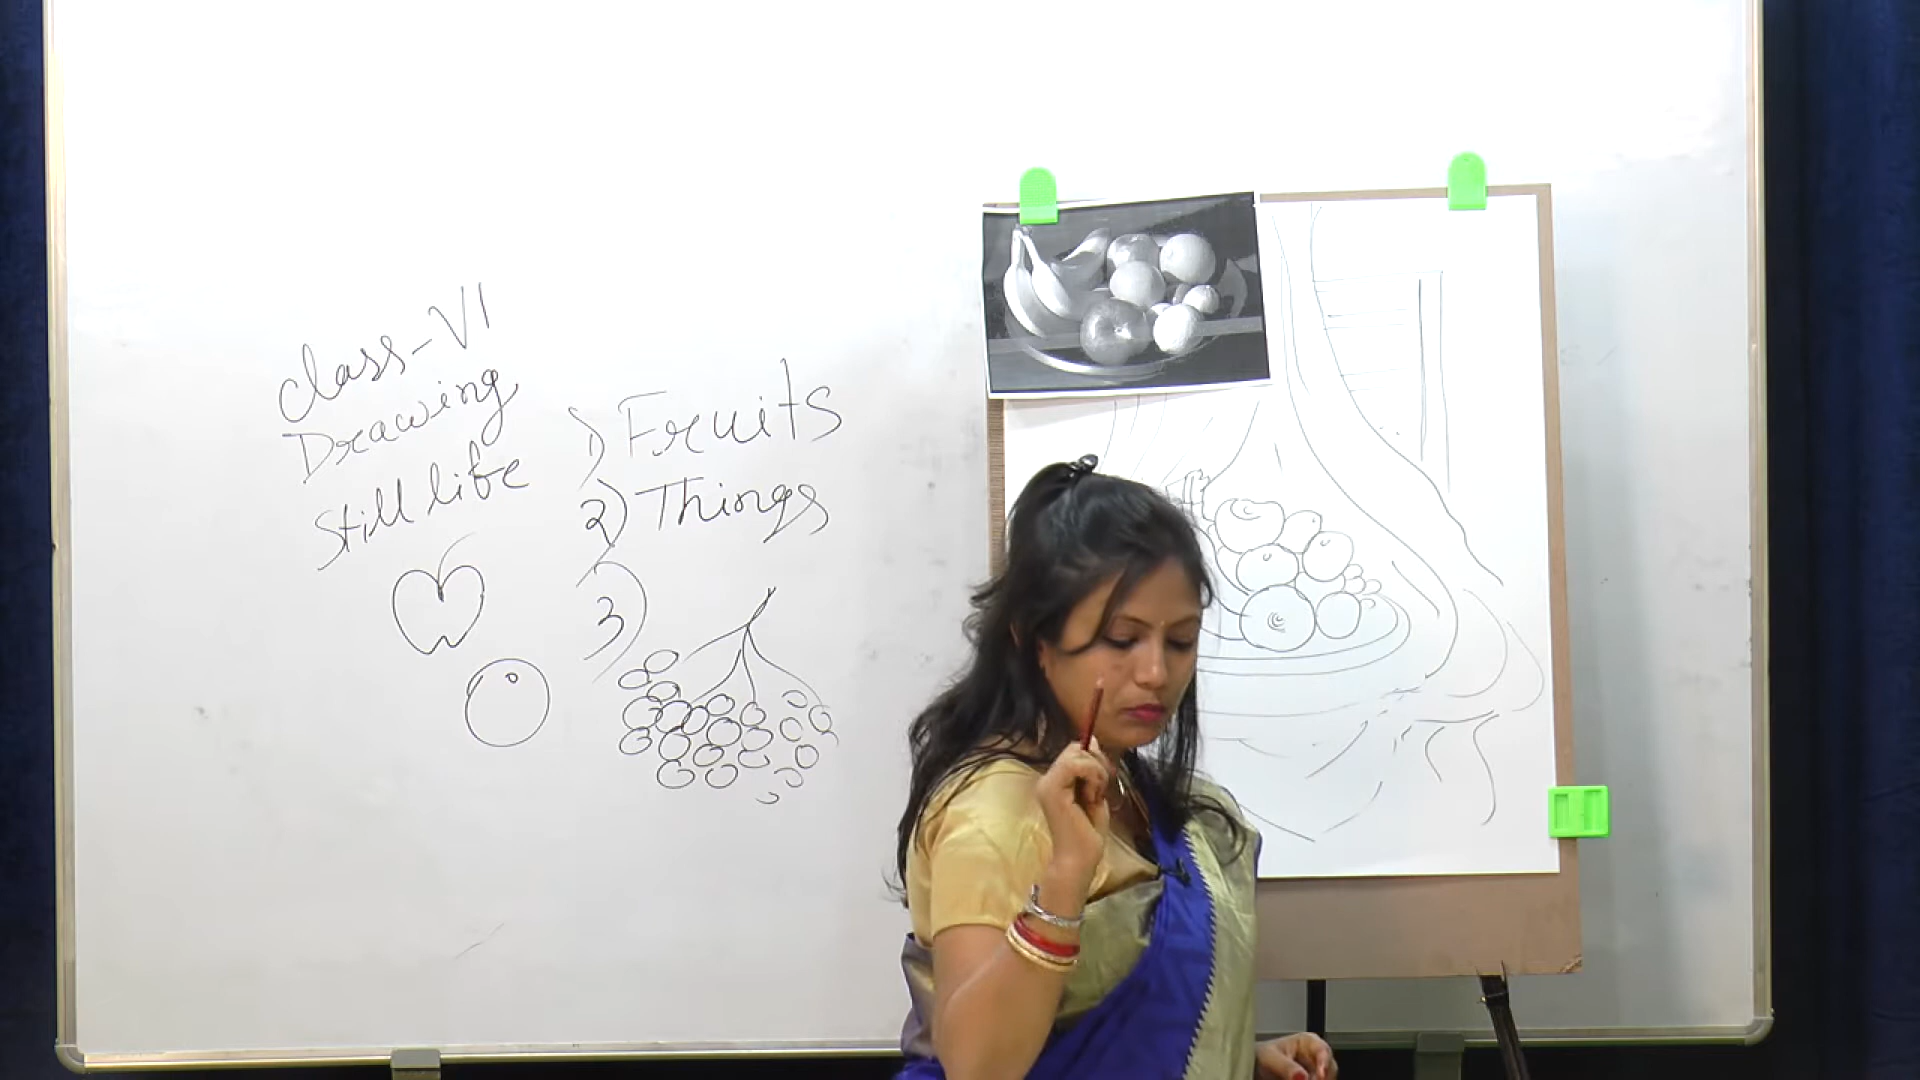 class-VI
Drawing
Still life
1) Fruits
2) Things
3)